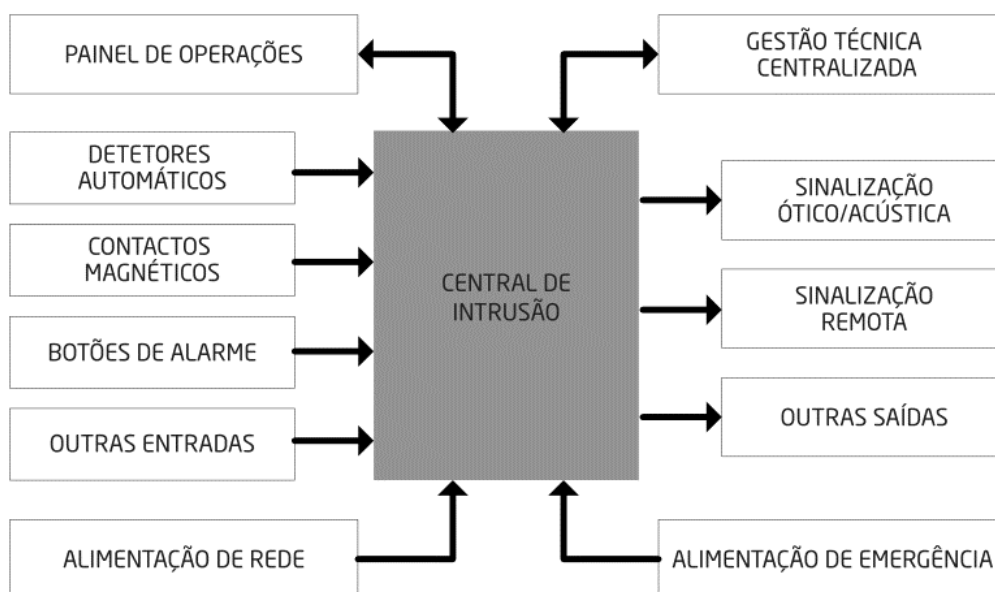 PAINEL DE OPERAÇÕES
GESTÃO TÉCNICA
CENTRALIZADA
DETETORES
AUTOMÁTICOS
CONTACTOS
MAGNÉTICOS
BOTÕES DE ALARME
OUTRAS ENTRADAS
CENTRAL DE
INTRUSÃO
SINALIZAÇÃO
ÓTICO/ACÚSTICA
SINALIZAÇÃO
REMOTA
OUTRAS SAÍDAS
ALIMENTAÇÃO DE REDE
ALIMENTAÇÃO DE EMERGÊNCIA